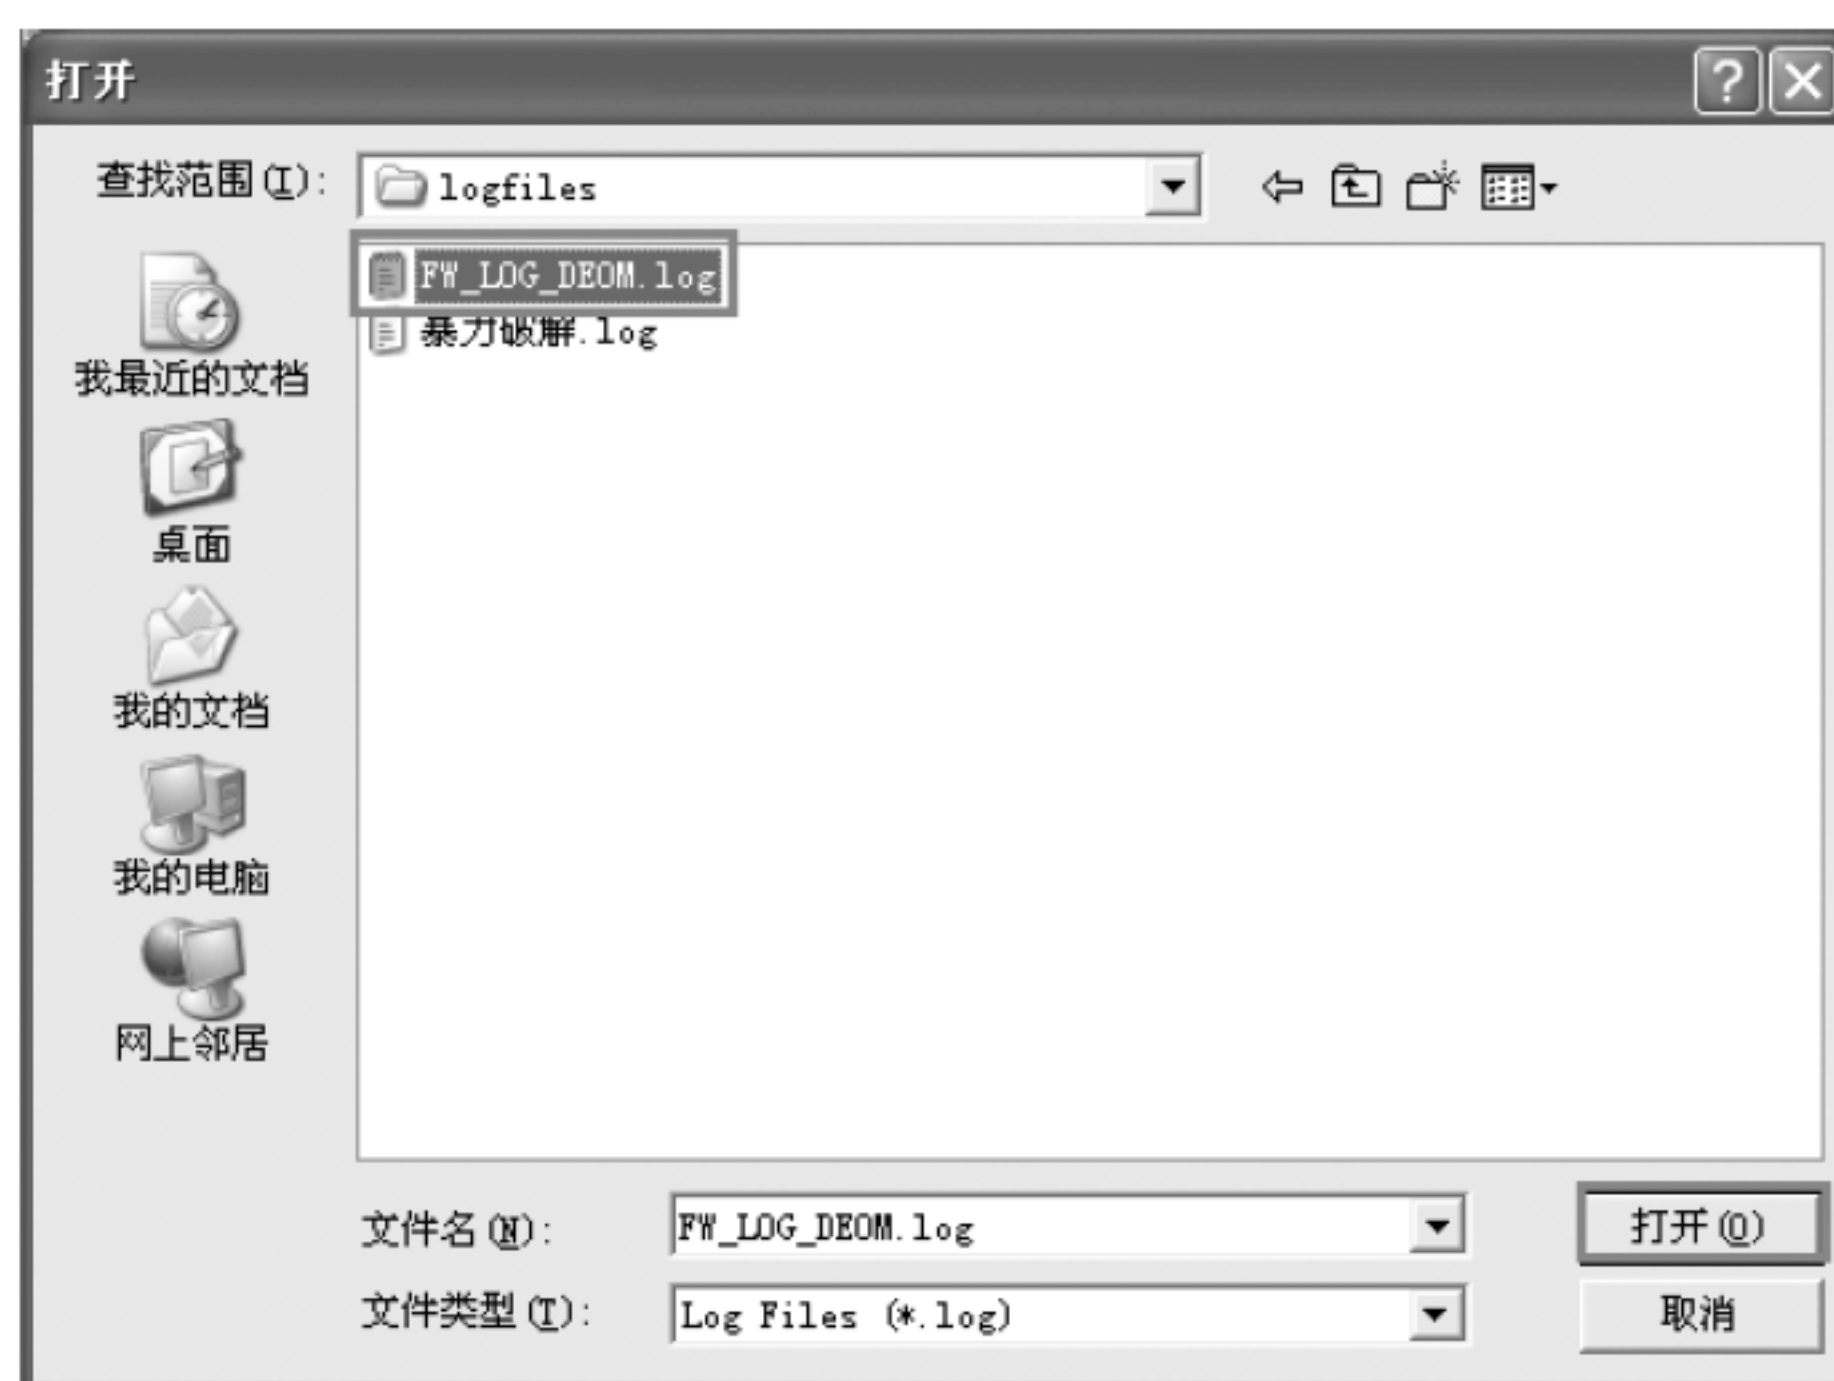 打开
查找范围(I): logfiles
FW_LOG_DEOM.log
暴力破解.log
我最近的文档
桌面
我的文档
我的电脑
网上邻居
文件名(N): FW_LOG_DEOM.log 打开(O)
文件类型(T): Log Files (*.log) 取消